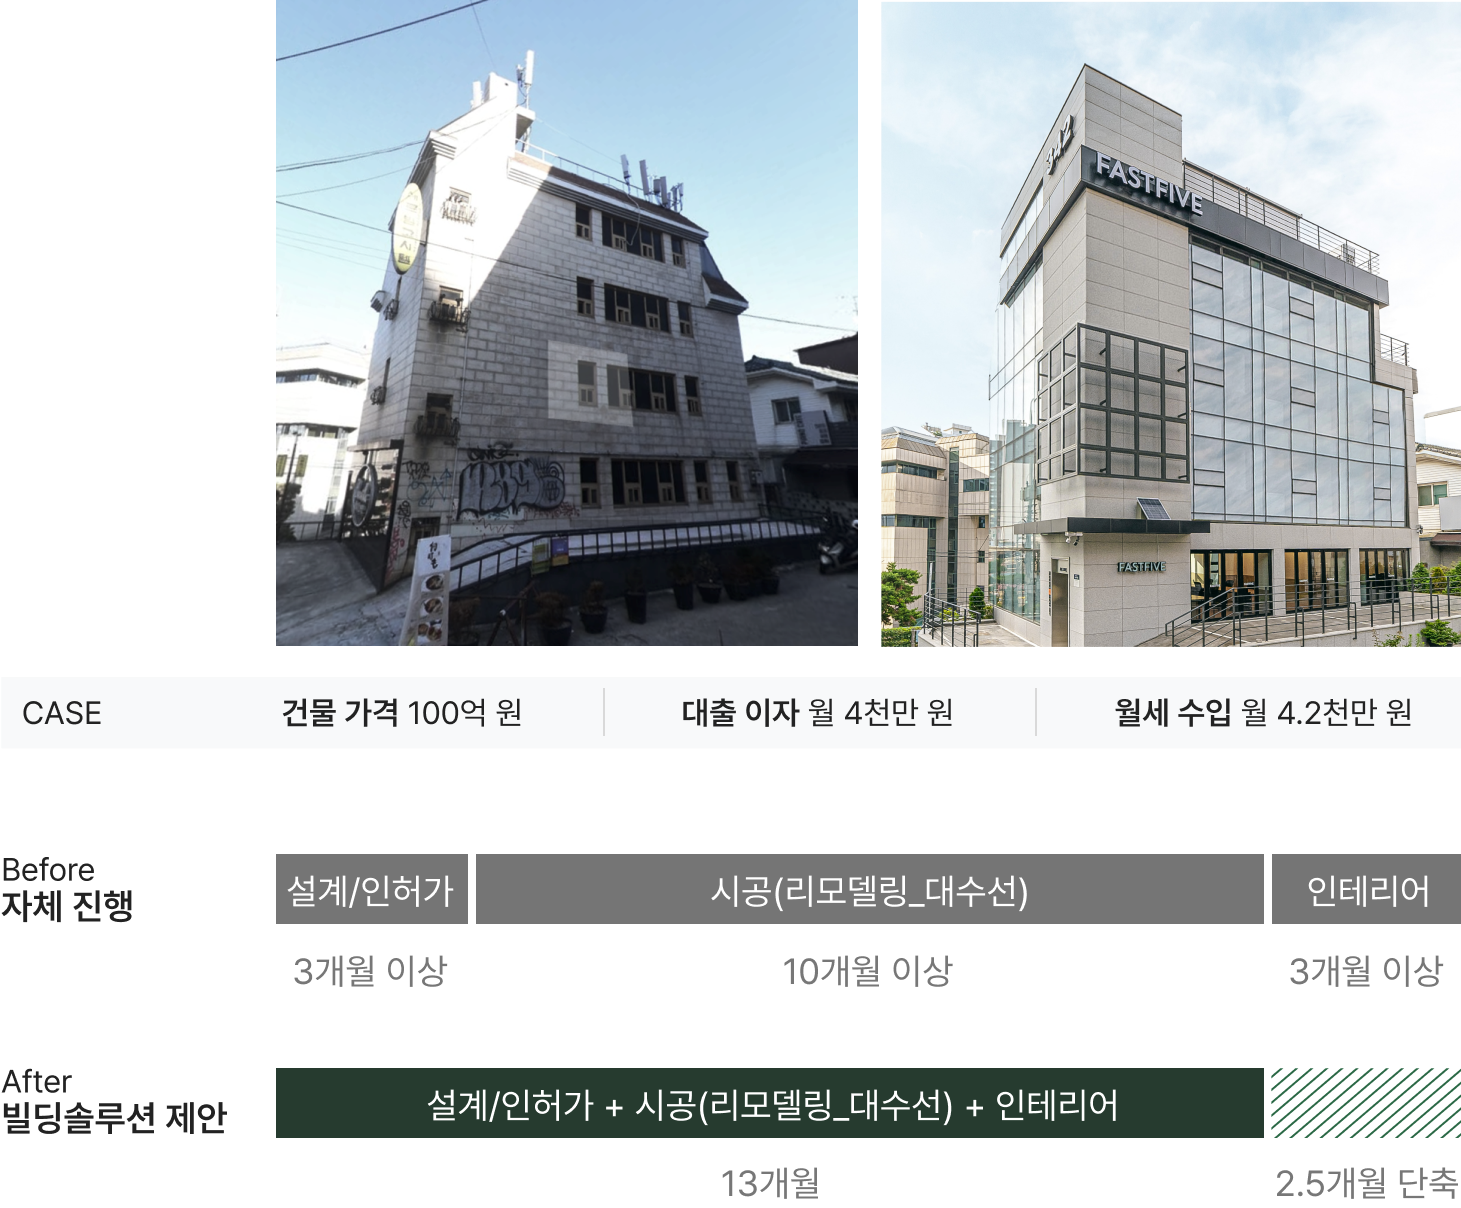 342
FASTFIVE
FASTFIVE
CASE
건물 가격 100억 원
대출 이자 월 4천만 원
월세 수입 월 4.2천만 원
Before
자체 진행
설계/인허가
시공(리모델링_대수선)
인테리어
3개월 이상
10개월 이상
3개월 이상
After
빌딩솔루션 제안
설계/인허가 + 시공(리모델링_대수선) + 인테리어
13개월
2.5개월 단축